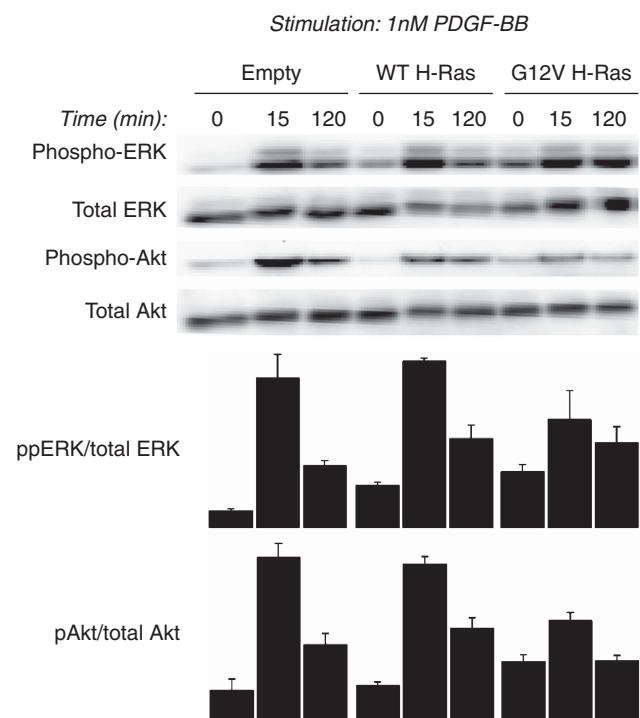 Stimulation: 1nM PDGF-BB
Empty WT H-Ras G12V H-Ras
Time (min): 0 15 120 0 15 120 0 15 120
Phospho-ERK
Total ERK
Phospho-Akt
Total Akt
ppERK/total ERK
pAkt/total Akt